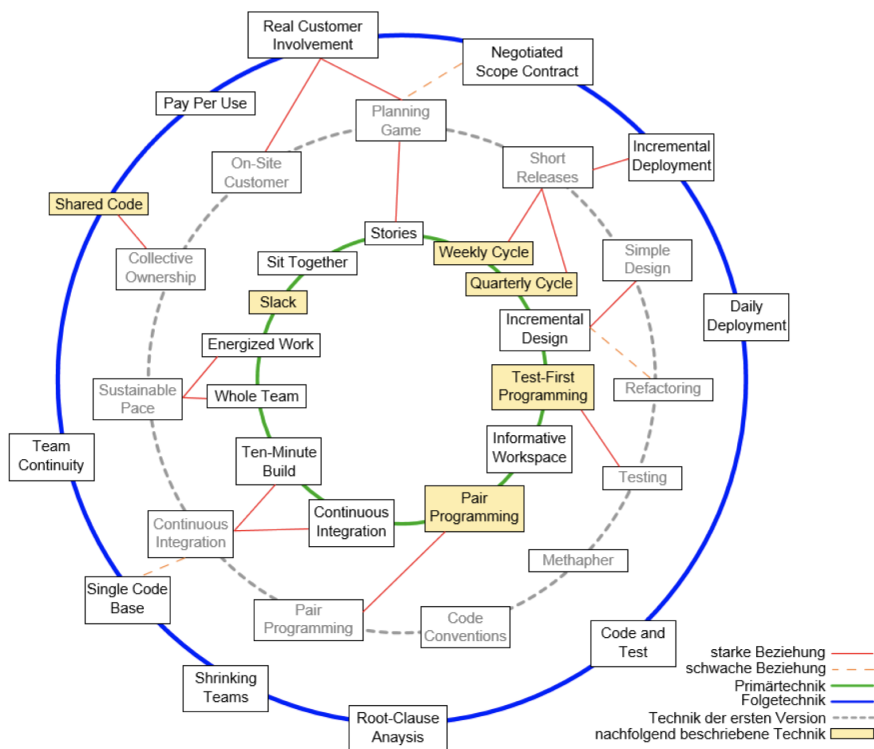 Real Customer
Involvement
Negotiated
Scope Contract
Pay Per Use
Planning
Game
On-Site
Customer
Short
Releases
Incremental
Deployment
Shared Code
Stories
Collective
Ownership
Sit Together
Weekly Cycle
Simple
Design
Slack
Quarterly Cycle
Incremental
Design
Daily
Deployment
Energized Work
Test-First
Programming
Refactoring
Sustainable
Pace
Whole Team
Team
Continuity
Ten-Minute
Build
Informative
Workspace
Testing
Continuous
Integration
Continuous
Integration
Pair
Programming
Methapher
Single Code
Base
Pair
Programming
Code
Conventions
Code and
Test
Shrinking
Teams
Root-Clause
Anaysis
starke Beziehung
schwache Beziehung
Primärtechnik
Folgetechnik
Technik der ersten Version
nachfolgend beschriebene Technik